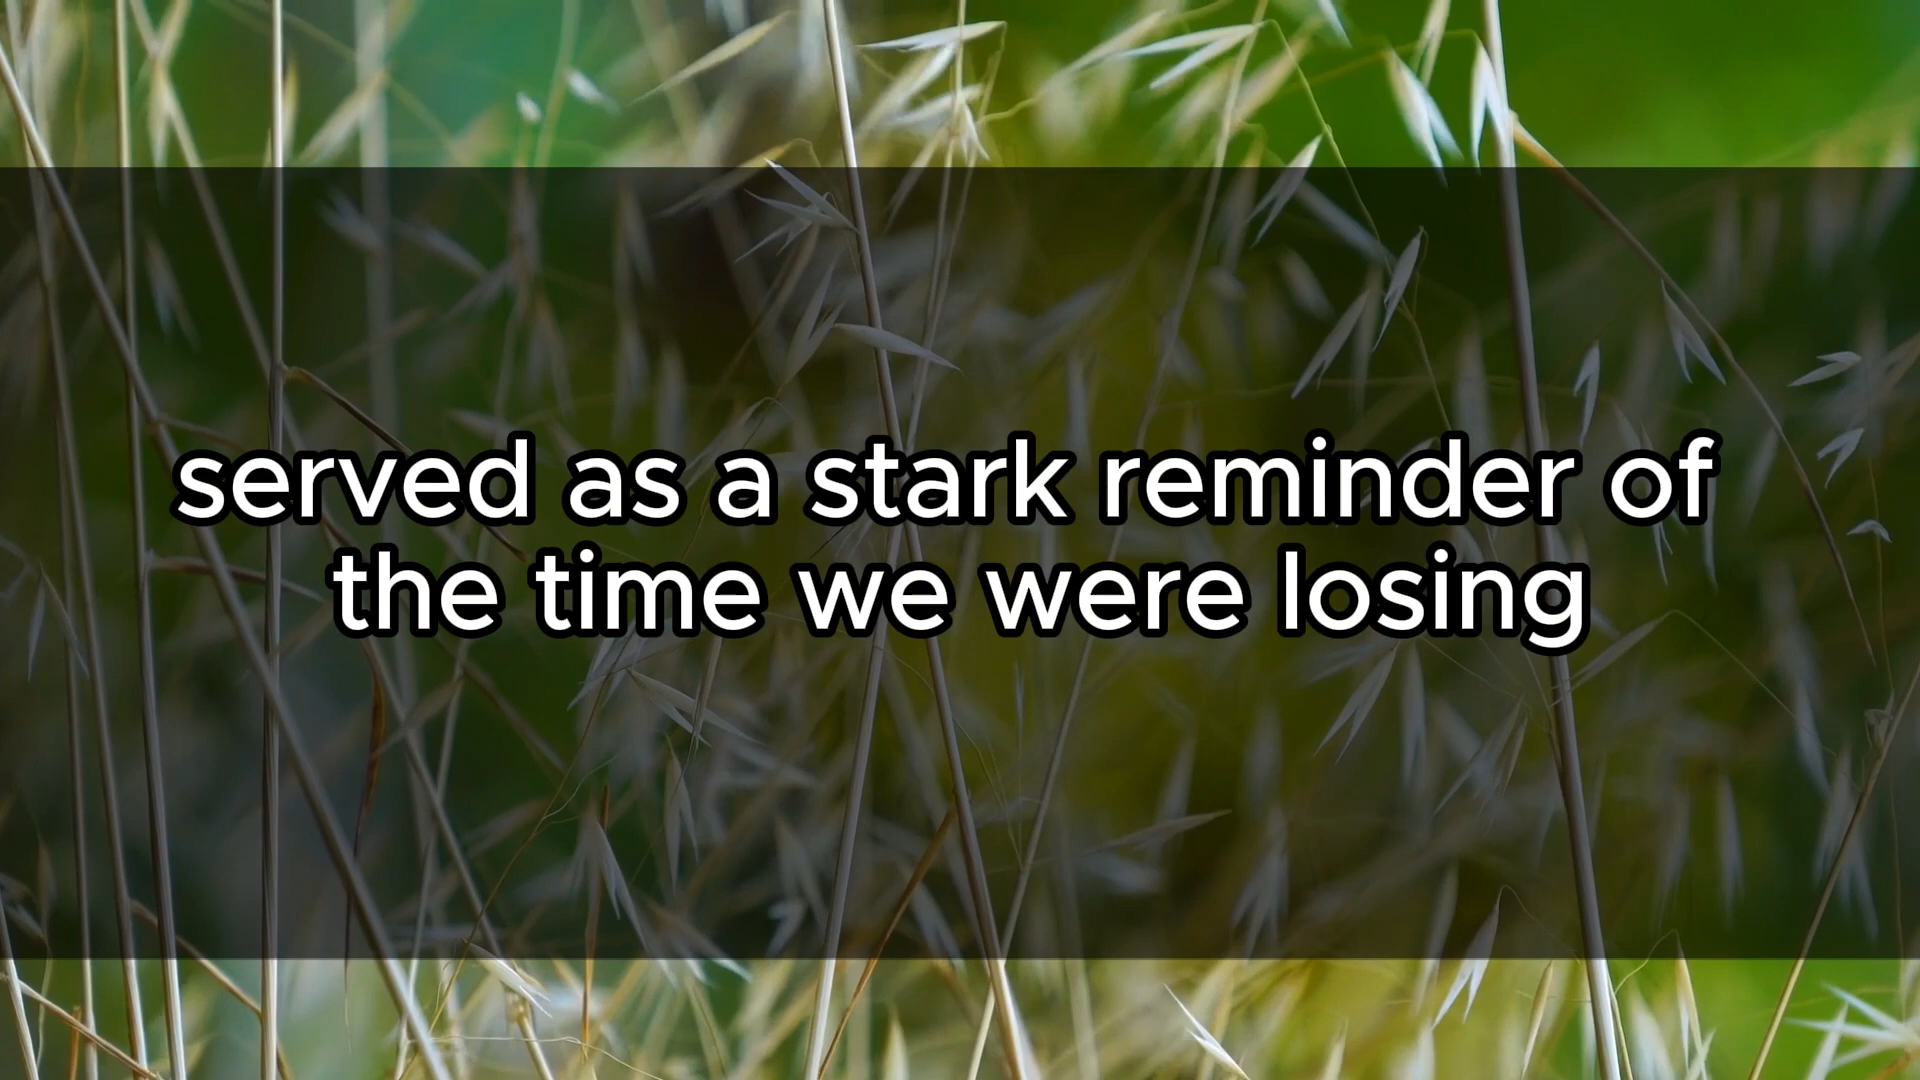 served as a stark reminder of
the time we were losing